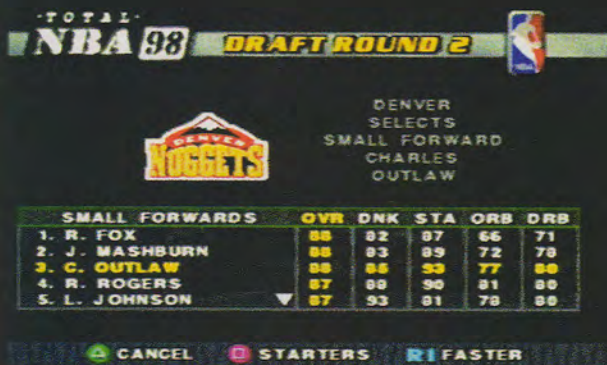 ·TOTAL·
NBA 98
DRAFT ROUND 2
NBA
DENVER
SELECTS
SMALL FORWARD
CHARLES
OUTLAW
DENVER
NUGGETS
SMALL FORWARDS OVR DNK STA ORB DRB
1. R. FOX 88 82 87 66 71
2. J. MASHBURN 88 83 89 72 78
3. C. OUTLAW 88 86 93 77 80
4. R. ROGERS 87 88 90 81 80
5. L. JOHNSON 87 93 81 78 80
CANCEL STARTERS R1 FASTER